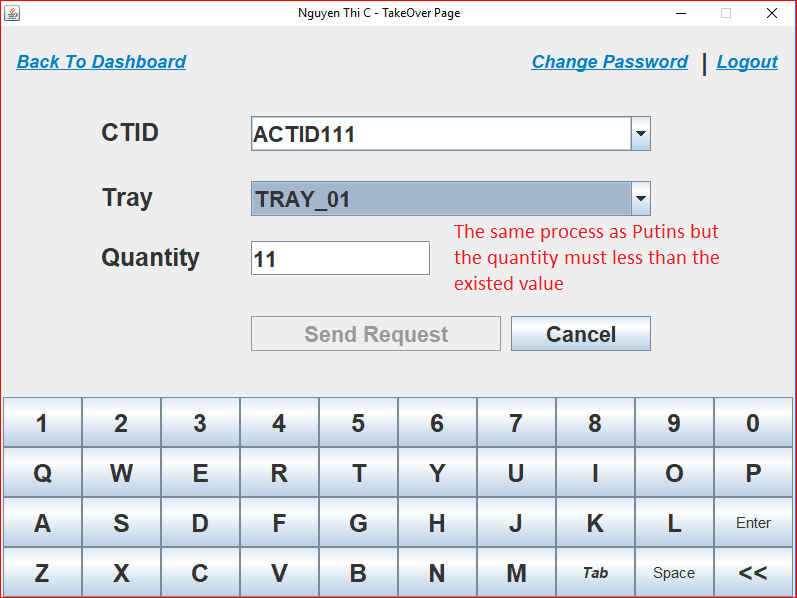 Nguyen Thi C - TakeOver Page
Back To Dashboard
Change Password | Logout
CTID ACTID111
Tray TRAY_01
Quantity 11
The same process as Putins but
the quantity must less than the
existed value
Send Request Cancel
1 2 3 4 5 6 7 8 9 0
Q W E R T Y U I O P
A S D F G H J K L Enter
Z X C V B N M Tab Space <<